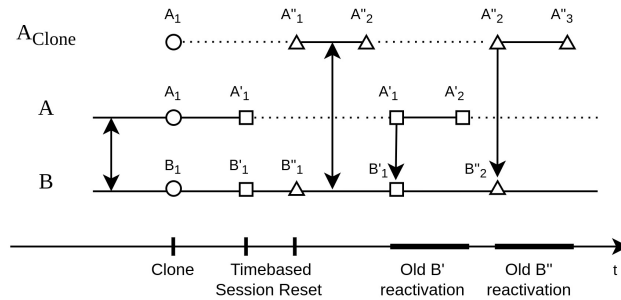 A Clone
A₁ A"₁ A"₂ A"₂ A"₃
A
A₁ A'₁ A'₁ A'₂
B
B₁ B'₁ B"₁ B'₁ B"₂
Clone
Timebased
Session Reset
Old B'
reactivation
Old B"
reactivation
t